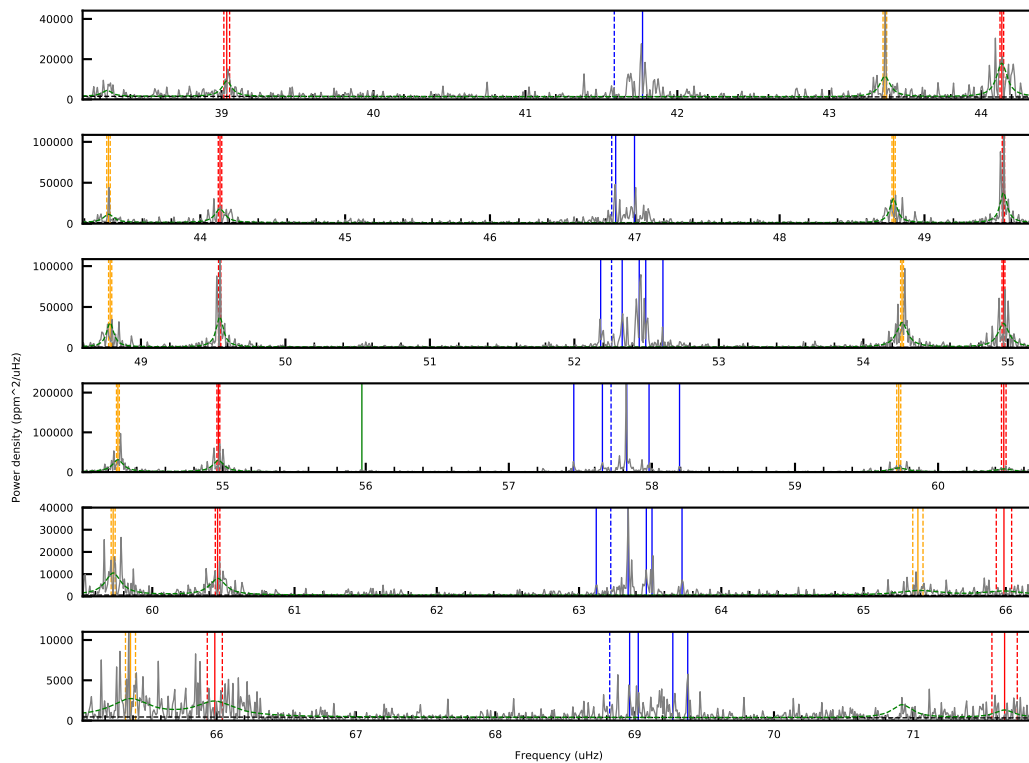 40000
20000
0
39 40 41 42 43 44
100000
50000
0
44 45 46 47 48 49
100000
50000
0
49 50 51 52 53 54 55
200000
100000
0
55 56 57 58 59 60
40000
30000
20000
10000
0
60 61 62 63 64 65 66
10000
5000
0
66 67 68 69 70 71
Power density (ppm^2/uHz)
Frequency (uHz)